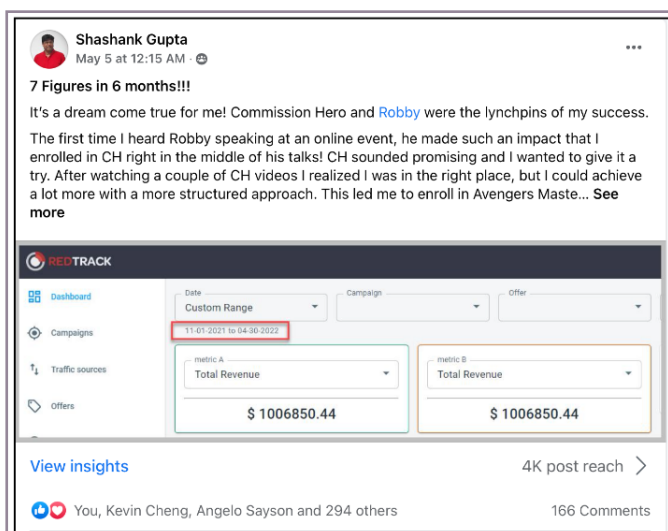 Shashank Gupta
May 5 at 12:15 AM ·
7 Figures in 6 months!!!
It's a dream come true for me! Commission Hero and Robby were the lynchpins of my success.
The first time I heard Robby speaking at an online event, he made such an impact that I
enrolled in CH right in the middle of his talks! CH sounded promising and I wanted to give it a
try. After watching a couple of CH videos I realized I was in the right place, but I could achieve
a lot more with a more structured approach. This led me to enroll in Avengers Maste... See
more
REDTRACK
Dashboard
Campaigns
Traffic sources
Offers
Date
Custom Range
11-01-2021 to 04-30-2022
Campaign
Offer
metric A
Total Revenue
$ 1006850.44
metric B
Total Revenue
$ 1006850.44
View insights
4K post reach
You, Kevin Cheng, Angelo Sayson and 294 others
166 Comments